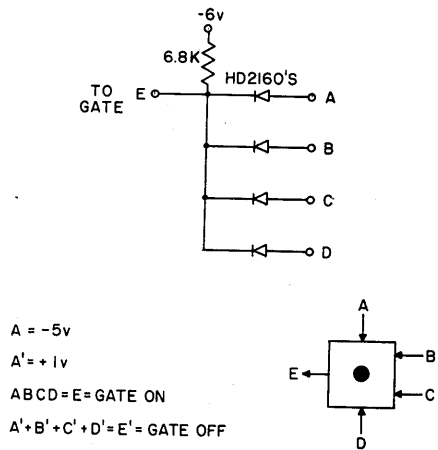 -6v
6.8K
HD2160'S
TO
GATE
E
A
B
C
D
A = -5v
A' = + 1v
ABCD = E = GATE ON
A' + B' + C' + D' = E' = GATE OFF
A
B
E
C
D